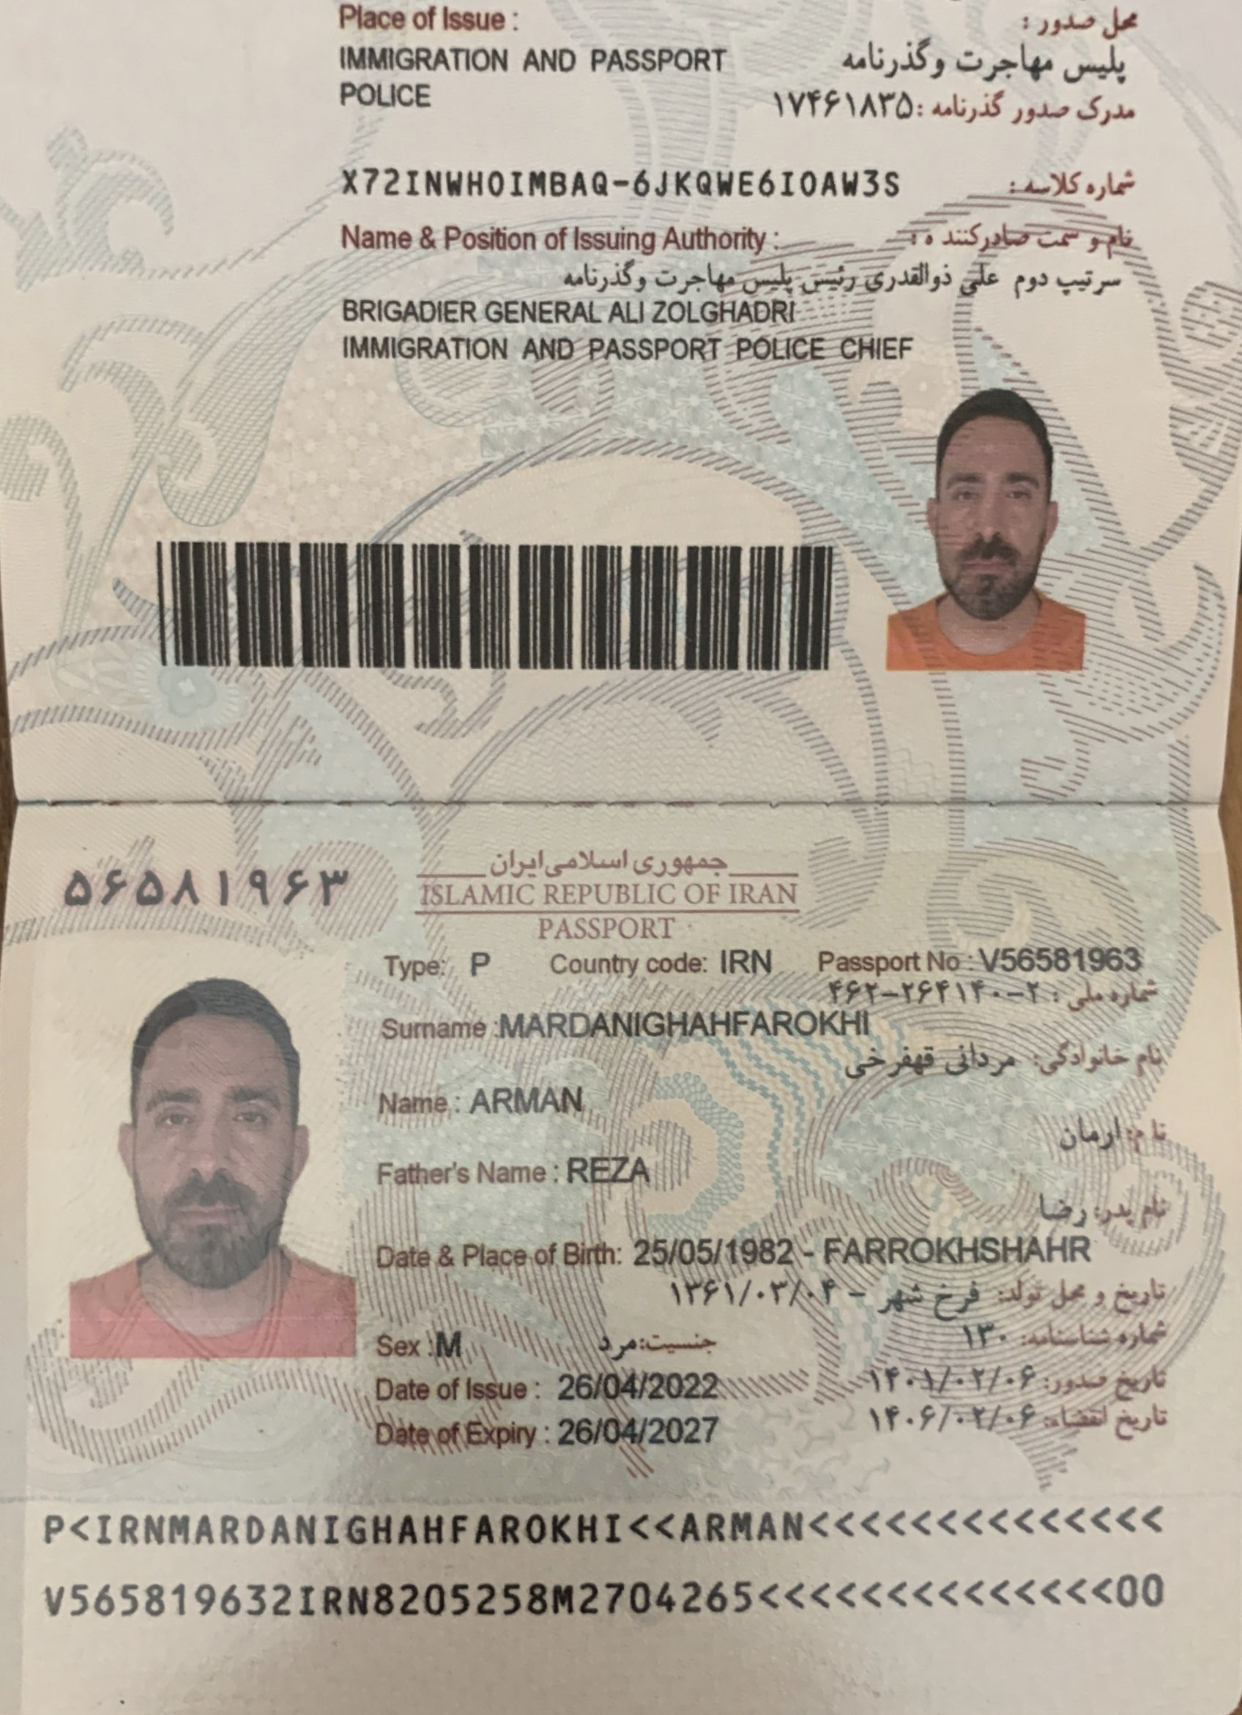 Place of Issue : محل صدور :
IMMIGRATION AND PASSPORT پلیس مهاجرت وگذرنامه
POLICE مدرک صدور گذرنامه :۱۷۴۶۱۸۳۵
X72INWHOIMBAQ-6JKQWE6IOAW3S شماره کلاسه:
Name & Position of Issuing Authority : نام و سمت صادرکننده :
سرتیپ دوم علی ذوالقدری رئیس پلیس مهاجرت وگذرنامه
BRIGADIER GENERAL ALI ZOLGHADRI
IMMIGRATION AND PASSPORT POLICE CHIEF
۵۶۵۸۱۹۶۳
جمهوری اسلامی ایران
ISLAMIC REPUBLIC OF IRAN
PASSPORT
Type: P Country code: IRN Passport No : V56581963
شماره ملی : ۴۶۲-۲۶۴۱۴۰-۲
Surname :MARDANIGHAHFAROKHI
نام خانوادگی: مردانی قهفرخی
Name : ARMAN
نام: ارمان
Father's Name : REZA
نام پدر: رضا
Date & Place of Birth: 25/05/1982 - FARROKHSHAHR
تاریخ و محل تولد: فرخ شهر - ۱۳۶۱/۰۳/۰۴
شماره شناسنامه: ۱۳۰
Sex :M جنسیت:مرد
Date of Issue : 26/04/2022 تاریخ صدور: ۱۴۰۱/۰۲/۰۶
Date of Expiry : 26/04/2027 تاریخ انقضاء: ۱۴۰۶/۰۲/۰۶
P<IRNMARDANIGHAHFAROKHI<<ARMAN<<<<<<<<<<<<<<
V565819632IRN8205258M2704265<<<<<<<<<<<<<<00